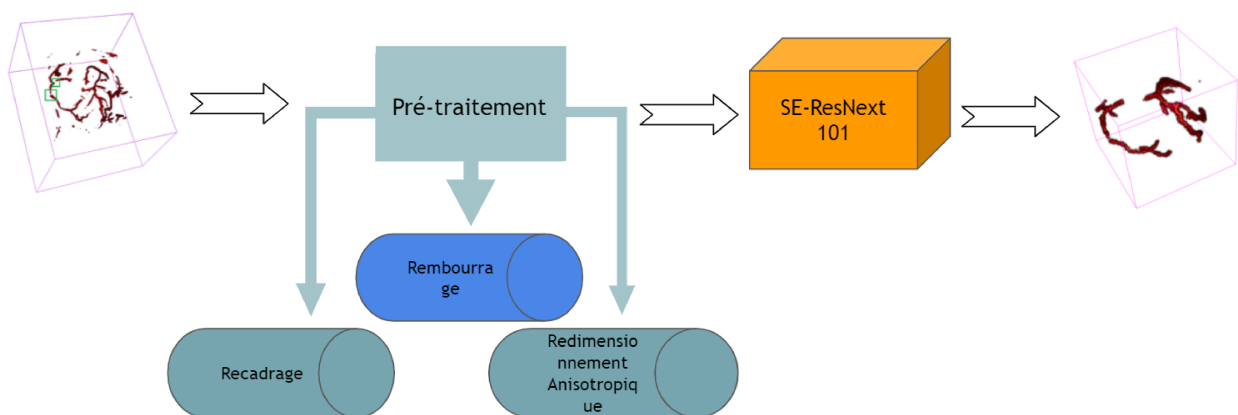 Pré-traitement
SE-ResNext
101
Rembourra
ge
Recadrage
Redimensio
nnement
Anisotropiq
ue